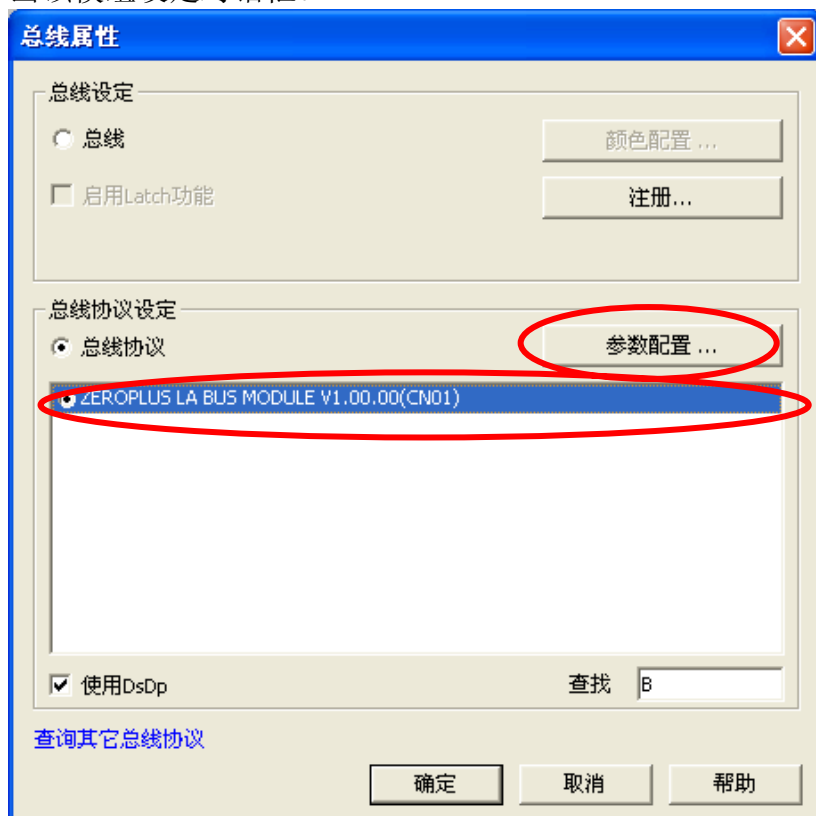 总线属性
总线设定
总线
颜色配置 ...
启用Latch功能
注册...
总线协议设定
总线协议
参数配置 ...
ZEROPLUS LA BUS MODULE V1.00.00(CN01)
使用DsDp
查找 B
查询其它总线协议
确定 取消 帮助